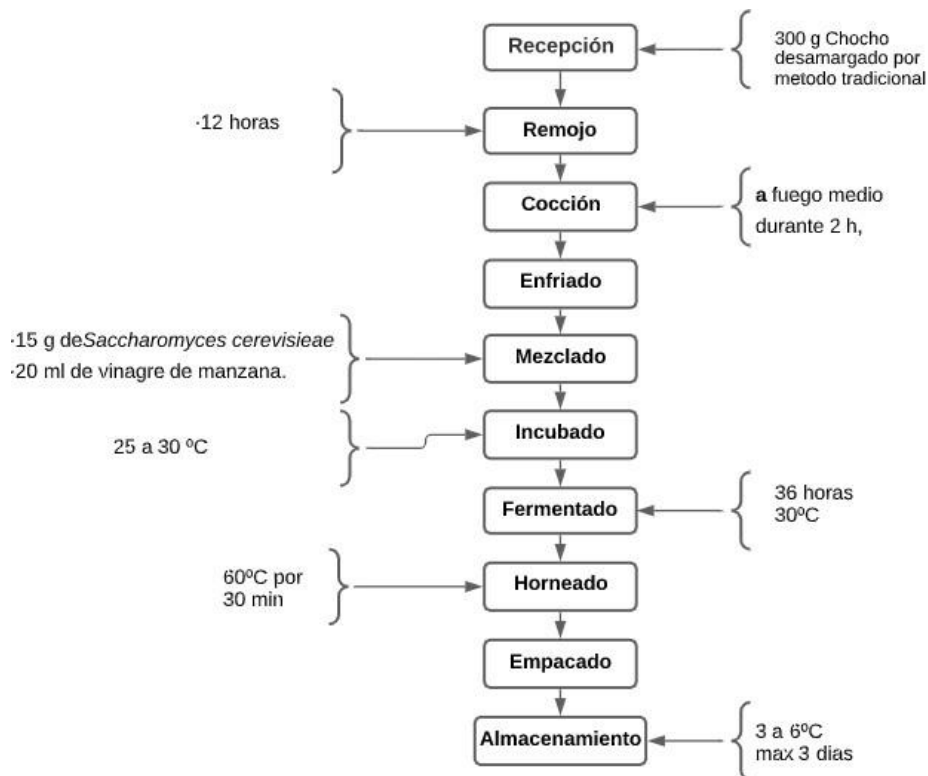 Recepción
300 g Chocho
desamargado por
metodo tradicional
·12 horas
Remojo
Cocción
a fuego medio
durante 2 h,
Enfriado
·15 g deSaccharomyces cerevisieae
·20 ml de vinagre de manzana.
Mezclado
25 a 30 ºC
Incubado
Fermentado
36 horas
30ºC
60ºC por
30 min
Horneado
Empacado
Almacenamiento
3 a 6ºC
max 3 dias